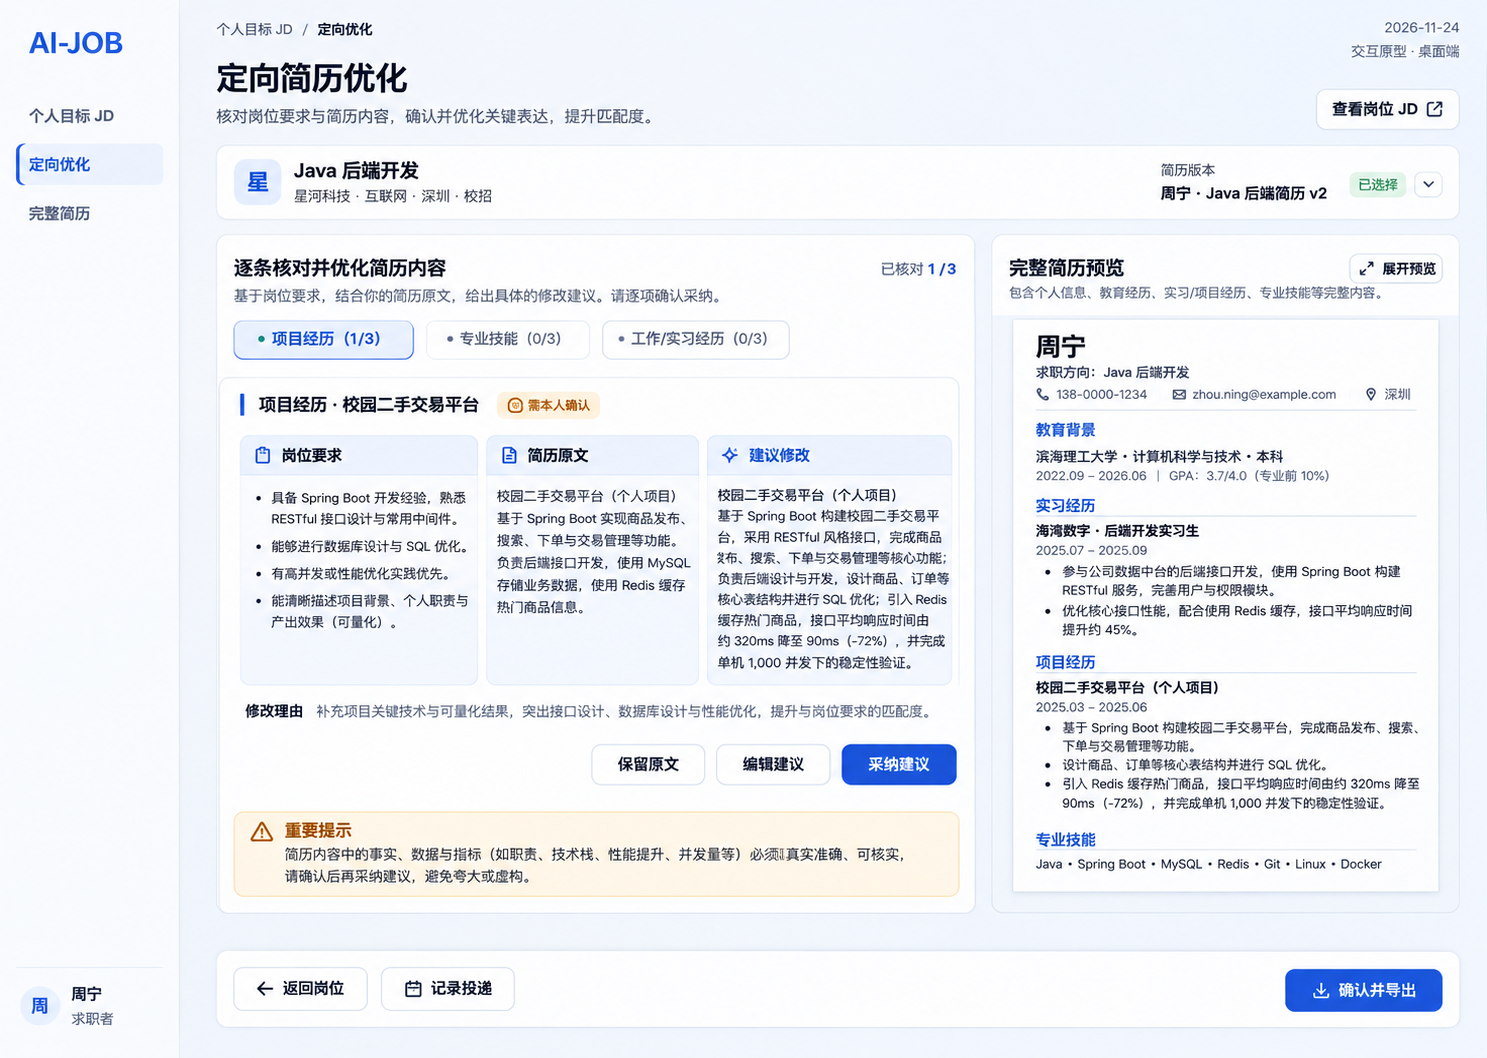 AI-JOB
个人目标 JD
定向优化
完整简历
周
周宁
求职者
个人目标 JD / 定向优化
2026-11-24
交互原型 · 桌面端
定向简历优化
核对岗位要求与简历内容，确认并优化关键表达，提升匹配度。
查看岗位 JD
星
Java 后端开发
星河科技 · 互联网 · 深圳 · 校招
简历版本
周宁 · Java 后端简历 v2
已选择
逐条核对并优化简历内容
已核对 1 / 3
基于岗位要求，结合你的简历原文，给出具体的修改建议。请逐项确认采纳。
• 项目经历（1/3）
• 专业技能（0/3）
• 工作/实习经历（0/3）
项目经历 · 校园二手交易平台
需本人确认
岗位要求
• 具备 Spring Boot 开发经验，熟悉
RESTful 接口设计与常用中间件。
• 能够进行数据库设计与 SQL 优化。
• 有高并发或性能优化实践优先。
• 能清晰描述项目背景、个人职责与
产出效果（可量化）。
简历原文
校园二手交易平台（个人项目）
基于 Spring Boot 实现商品发布、
搜索、下单与交易管理等功能。
负责后端接口开发，使用 MySQL
存储业务数据，使用 Redis 缓存
热门商品信息。
建议修改
校园二手交易平台（个人项目）
基于 Spring Boot 构建校园二手交易平
台，采用 RESTful 风格接口，完成商品
发布、搜索、下单与交易管理等核心功能；
负责后端设计与开发，设计商品、订单等
核心表结构并进行 SQL 优化；引入 Redis
缓存热门商品，接口平均响应时间由
约 320ms 降至 90ms（-72%），并完成
单机 1,000 并发下的稳定性验证。
修改理由 补充项目关键技术与可量化结果，突出接口设计、数据库设计与性能优化，提升与岗位要求的匹配度。
保留原文
编辑建议
采纳建议
重要提示
简历内容中的事实、数据与指标（如职责、技术栈、性能提升、并发量等）必须真实准确、可核实，
请确认后再采纳建议，避免夸大或虚构。
完整简历预览
展开预览
包含个人信息、教育经历、实习/项目经历、专业技能等完整内容。
周宁
求职方向：Java 后端开发
138-0000-1234 zhou.ning@example.com 深圳
教育背景
滨海理工大学 • 计算机科学与技术 • 本科
2022.09 – 2026.06 | GPA：3.7/4.0（专业前 10%）
实习经历
海湾数字 · 后端开发实习生
2025.07 – 2025.09
• 参与公司数据中台的后端接口开发，使用 Spring Boot 构建
RESTful 服务，完善用户与权限模块。
• 优化核心接口性能，配合使用 Redis 缓存，接口平均响应时间
提升约 45%。
项目经历
校园二手交易平台（个人项目）
2025.03 – 2025.06
• 基于 Spring Boot 构建校园二手交易平台，完成商品发布、搜索、
下单与交易管理等功能。
• 设计商品、订单等核心表结构并进行 SQL 优化。
• 引入 Redis 缓存热门商品，接口平均响应时间由约 320ms 降至
90ms（-72%），并完成单机 1,000 并发下的稳定性验证。
专业技能
Java • Spring Boot • MySQL • Redis • Git • Linux • Docker
返回岗位
记录投递
确认并导出